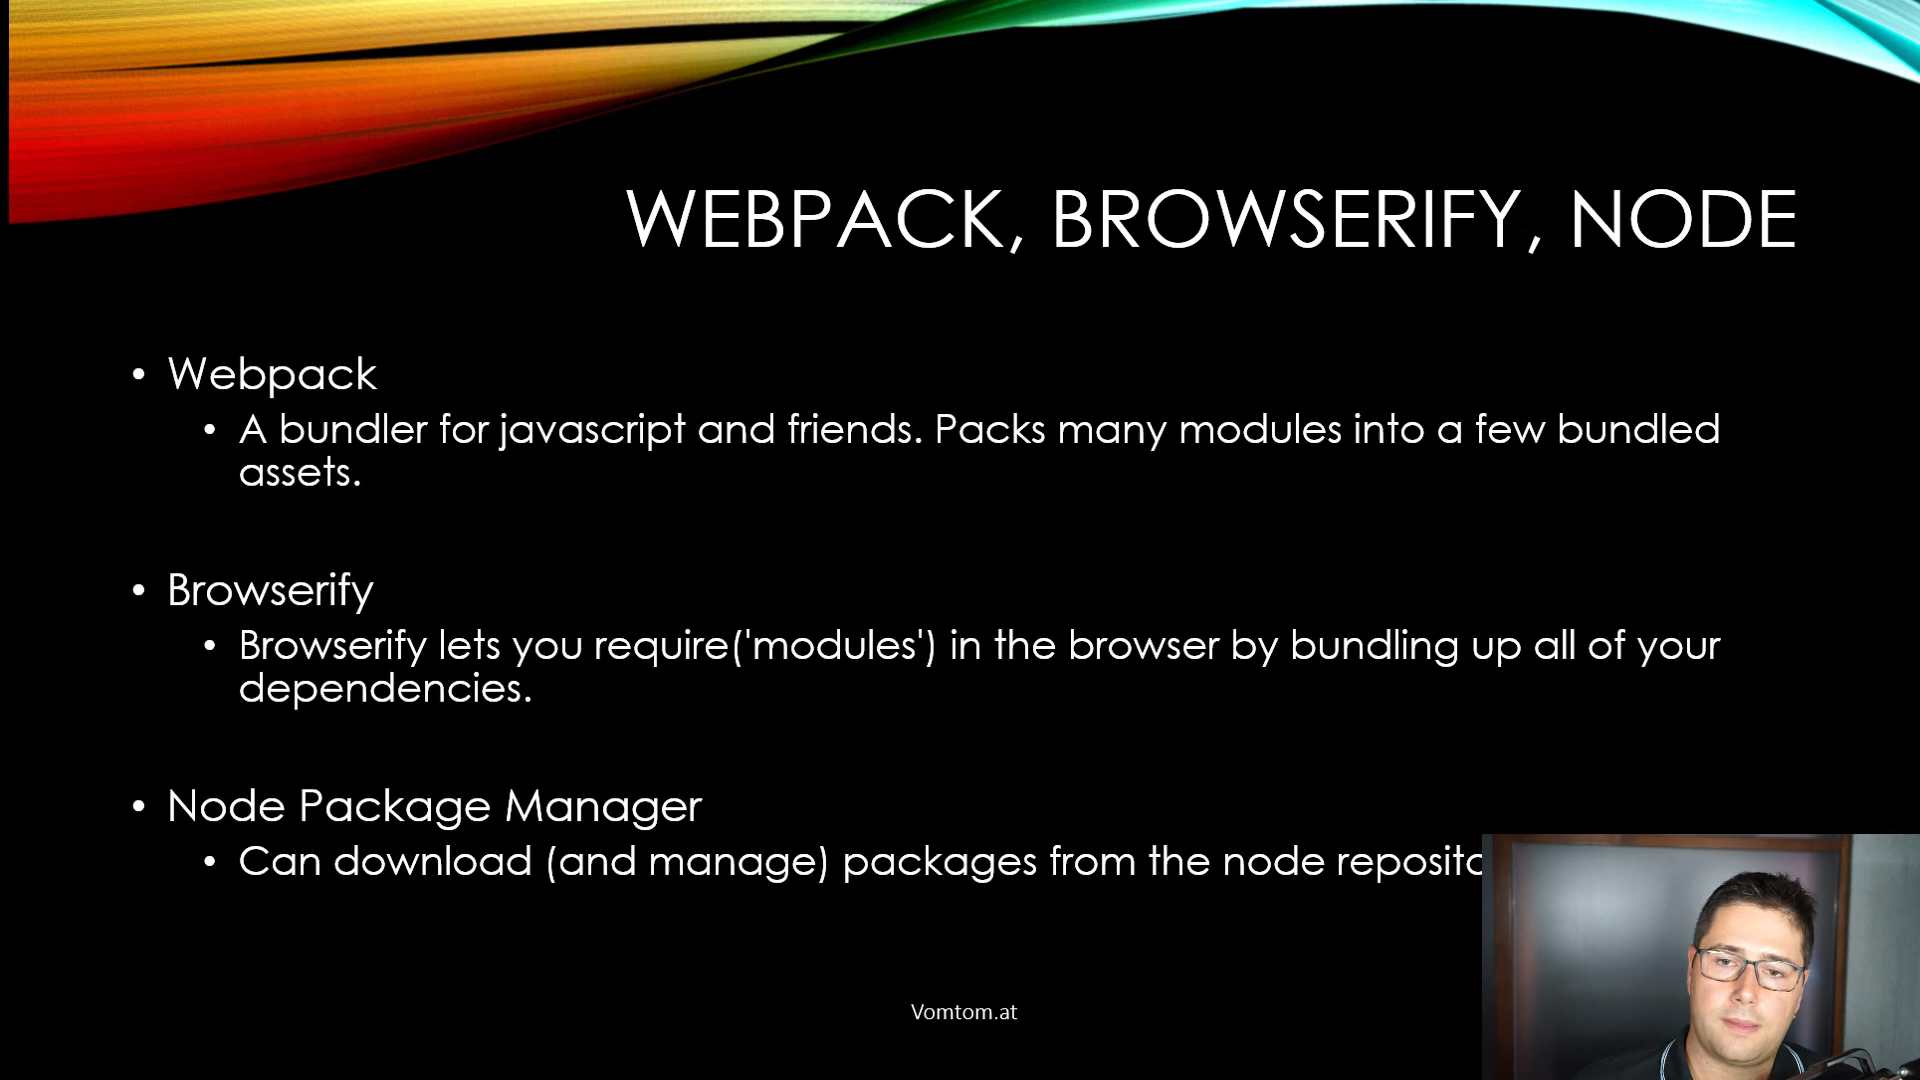 WEBPACK, BROWSERIFY, NODE
• Webpack
• A bundler for javascript and friends. Packs many modules into a few bundled
assets.
• Browserify
• Browserify lets you require('modules') in the browser by bundling up all of your
dependencies.
• Node Package Manager
• Can download (and manage) packages from the node
Vomtom.at